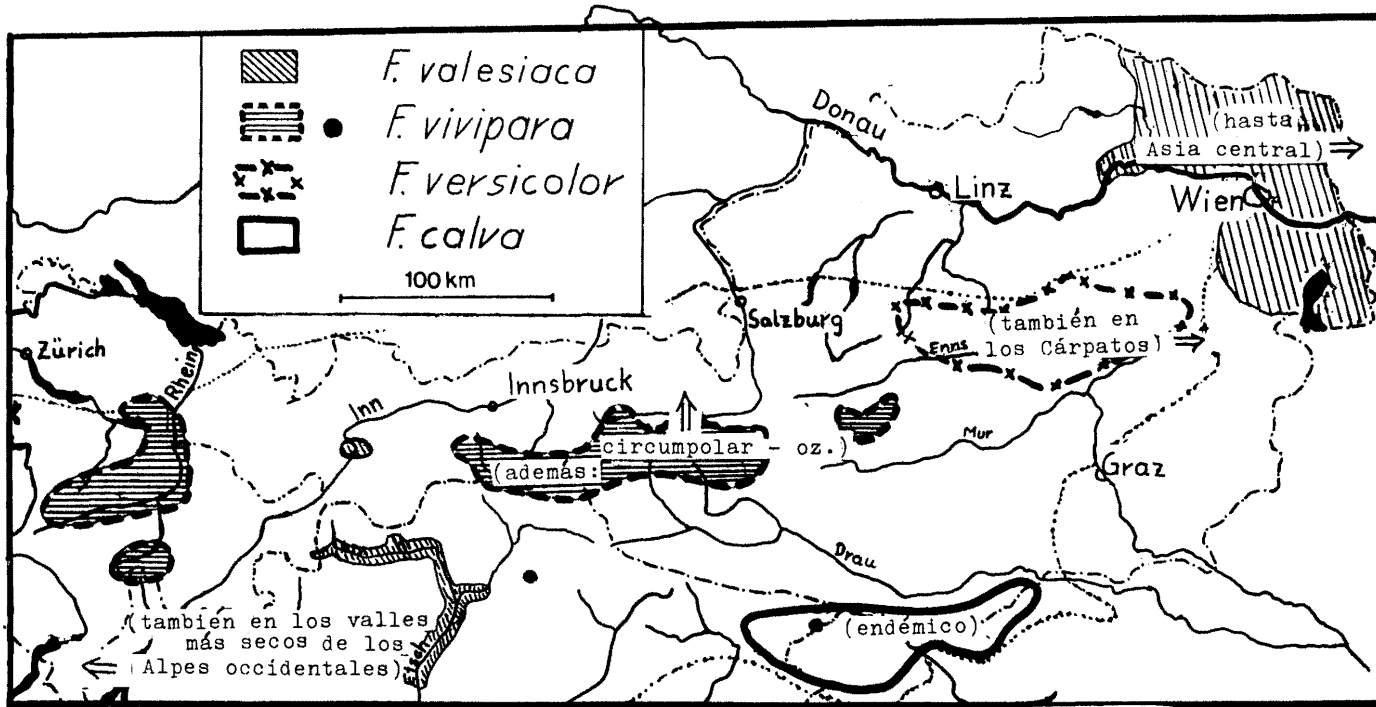 F. valesiaca
F. vivipara
F. versicolor
F. calva
100 km
Donau
Linz
(hasta
Asia central) ⇒
Wien
Zürich
Rhein
Salzburg
(también en
los Cárpatos) ⇒
Enns
Innsbruck
Inn
⇑
circumpolar - oz.)
(además:
Mur
Graz
Drau
(endémico)
(también en los valles
más secos de los
⇐ (Alpes occidentales)
Etsch